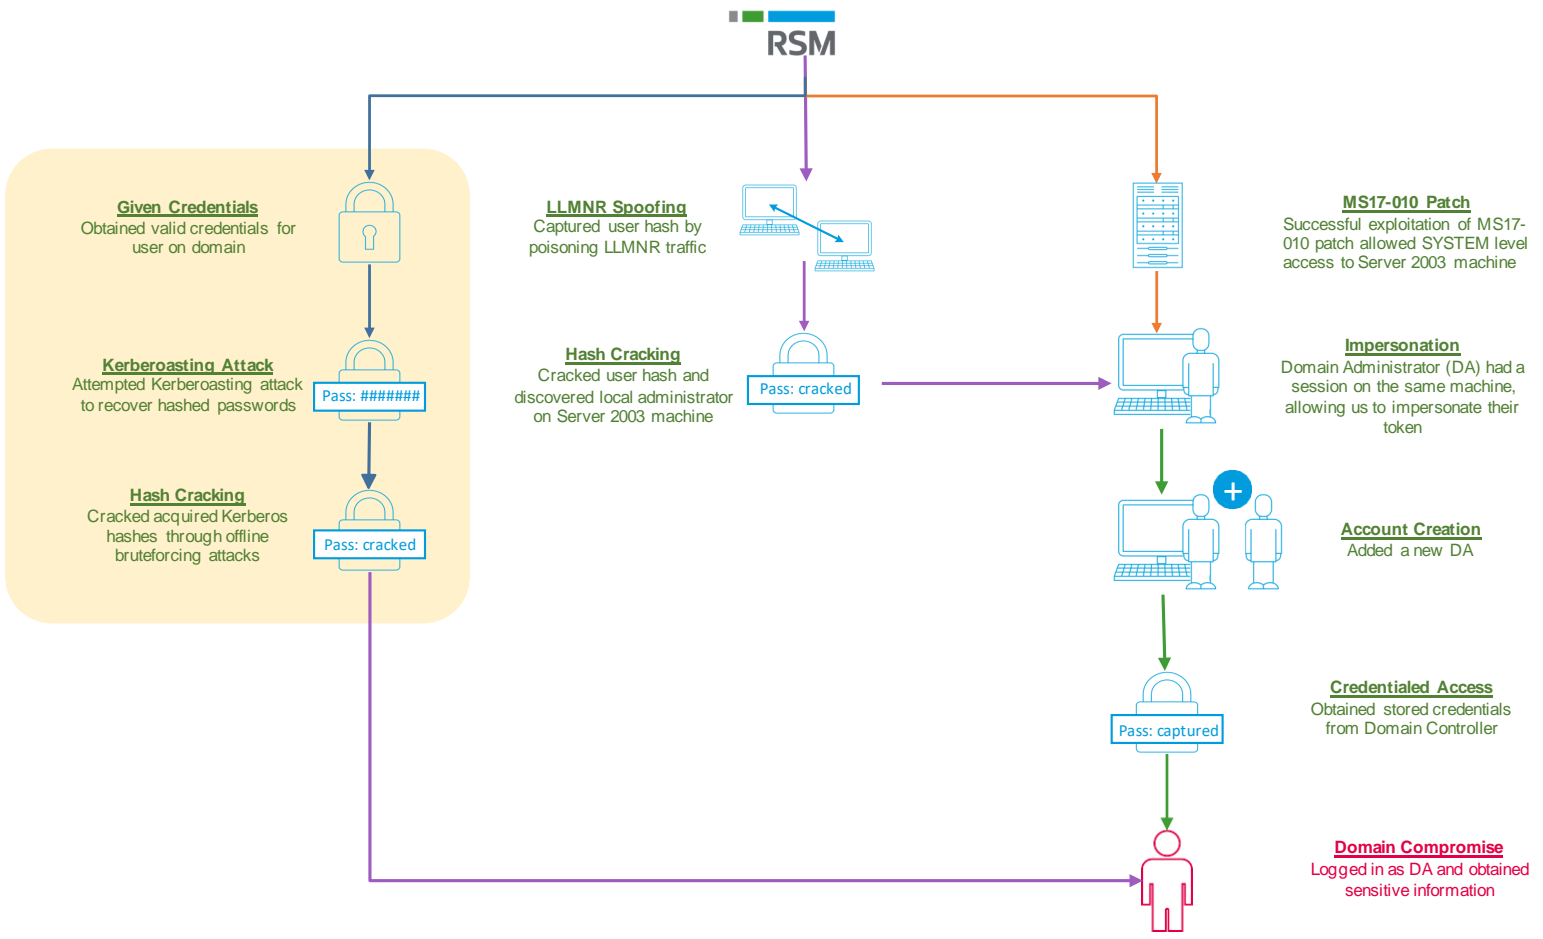 RSM
Given Credentials
Obtained valid credentials for
user on domain
Kerberoasting Attack
Attempted Kerberoasting attack
to recover hashed passwords
Pass: #######
Hash Cracking
Cracked acquired Kerberos
hashes through offline
bruteforcing attacks
Pass: cracked
LLMNR Spoofing
Captured user hash by
poisoning LLMNR traffic
Hash Cracking
Cracked user hash and
discovered local administrator
on Server 2003 machine
Pass: cracked
MS17-010 Patch
Successful exploitation of MS17-
010 patch allowed SYSTEM level
access to Server 2003 machine
Impersonation
Domain Administrator (DA) had a
session on the same machine,
allowing us to impersonate their
token
+
Account Creation
Added a new DA
Credentialed Access
Obtained stored credentials
from Domain Controller
Pass: captured
Domain Compromise
Logged in as DA and obtained
sensitive information